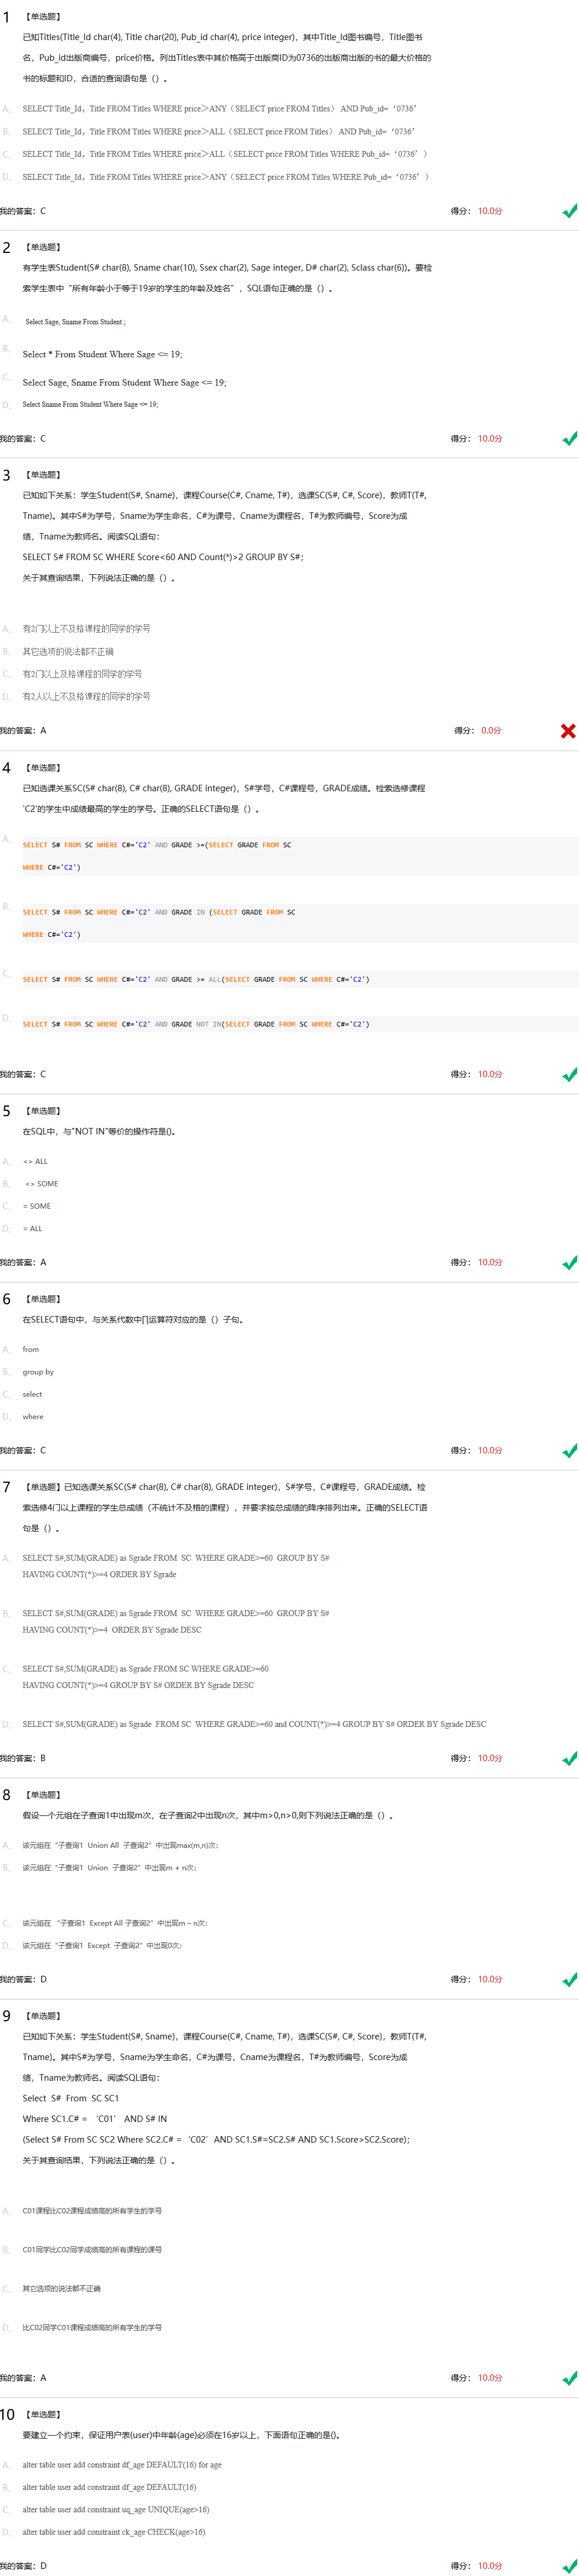 1 【单选题】
已知Titles(Title_Id char(4), Title char(20), Pub_id char(4), price integer)，其中Title_Id图书编号，Title图书
名，Pub_id出版商编号，price价格。列出Titles表中其价格高于出版商ID为0736的出版商出版的书的最大价格的
书的标题和ID，合适的查询语句是（）。
A、 SELECT Title_Id，Title FROM Titles WHERE price＞ANY（SELECT price FROM Titles） AND Pub_id=‘0736’
B、 SELECT Title_Id，Title FROM Titles WHERE price＞ALL（SELECT price FROM Titles） AND Pub_id=‘0736’
C、 SELECT Title_Id，Title FROM Titles WHERE price＞ALL（SELECT price FROM Titles WHERE Pub_id=‘0736’）
D、 SELECT Title_Id，Title FROM Titles WHERE price＞ANY（SELECT price FROM Titles WHERE Pub_id=‘0736’）
我的答案：C 得分： 10.0分
2 【单选题】
有学生表Student(S# char(8), Sname char(10), Ssex char(2), Sage integer, D# char(2), Sclass char(6))。要检
索学生表中“所有年龄小于等于19岁的学生的年龄及姓名”，SQL语句正确的是（）。
A、 Select Sage, Sname From Student ;
B、 Select * From Student Where Sage <= 19;
C、 Select Sage, Sname From Student Where Sage <= 19;
D、 Select Sname From Student Where Sage <= 19;
我的答案：C 得分： 10.0分
3 【单选题】
已知如下关系：学生Student(S#, Sname)，课程Course(C#, Cname, T#)，选课SC(S#, C#, Score)，教师T(T#,
Tname)。其中S#为学号，Sname为学生命名，C#为课号，Cname为课程名，T#为教师编号，Score为成
绩，Tname为教师名。阅读SQL语句：
SELECT S# FROM SC WHERE Score<60 AND Count(*)>2 GROUP BY S#；
关于其查询结果，下列说法正确的是（）。
A、 有2门以上不及格课程的同学的学号
B、 其它选项的说法都不正确
C、 有2门以上及格课程的同学的学号
D、 有2人以上不及格课程的同学的学号
我的答案：A 得分： 0.0分
4 【单选题】
已知选课关系SC(S# char(8), C# char(8), GRADE integer)，S#学号，C#课程号，GRADE成绩。检索选修课程
'C2'的学生中成绩最高的学生的学号。正确的SELECT语句是（）。
A、 SELECT S# FROM SC WHERE C#='C2' AND GRADE >=(SELECT GRADE FROM SC
WHERE C#='C2')
B、 SELECT S# FROM SC WHERE C#='C2' AND GRADE IN (SELECT GRADE FROM SC
WHERE C#='C2')
C、 SELECT S# FROM SC WHERE C#='C2' AND GRADE >= ALL(SELECT GRADE FROM SC WHERE C#='C2')
D、 SELECT S# FROM SC WHERE C#='C2' AND GRADE NOT IN(SELECT GRADE FROM SC WHERE C#='C2')
我的答案：C 得分： 10.0分
5 【单选题】
在SQL中，与"NOT IN"等价的操作符是()。
A、 <> ALL
B、 <> SOME
C、 = SOME
D、 = ALL
我的答案：A 得分： 10.0分
6 【单选题】
在SELECT语句中，与关系代数中∏运算符对应的是（）子句。
A、 from
B、 group by
C、 select
D、 where
我的答案：C 得分： 10.0分
7 【单选题】已知选课关系SC(S# char(8), C# char(8), GRADE integer)，S#学号，C#课程号，GRADE成绩。检
索选修4门以上课程的学生总成绩（不统计不及格的课程），并要求按总成绩的降序排列出来。正确的SELECT语
句是（）。
A、 SELECT S#,SUM(GRADE) as Sgrade FROM SC WHERE GRADE>=60 GROUP BY S#
HAVING COUNT(*)>=4 ORDER BY Sgrade
B、 SELECT S#,SUM(GRADE) as Sgrade FROM SC WHERE GRADE>=60 GROUP BY S#
HAVING COUNT(*)>=4 ORDER BY Sgrade DESC
C、 SELECT S#,SUM(GRADE) as Sgrade FROM SC WHERE GRADE>=60
HAVING COUNT(*)>=4 GROUP BY S# ORDER BY Sgrade DESC
D、 SELECT S#,SUM(GRADE) as Sgrade FROM SC WHERE GRADE>=60 and COUNT(*)>=4 GROUP BY S# ORDER BY Sgrade DESC
我的答案：B 得分： 10.0分
8 【单选题】
假设一个元组在子查询1中出现m次，在子查询2中出现n次，其中m>0,n>0,则下列说法正确的是（）。
A、 该元组在“子查询1 Union All 子查询2”中出现max(m,n)次；
B、 该元组在“子查询1 Union 子查询2”中出现m + n次；
C、 该元组在 “子查询1 Except All 子查询2”中出现m – n次；
D、 该元组在“子查询1 Except 子查询2”中出现0次；
我的答案：D 得分： 10.0分
9 【单选题】
已知如下关系：学生Student(S#, Sname)，课程Course(C#, Cname, T#)，选课SC(S#, C#, Score)，教师T(T#,
Tname)。其中S#为学号，Sname为学生命名，C#为课号，Cname为课程名，T#为教师编号，Score为成
绩，Tname为教师名。阅读SQL语句：
Select S# From SC SC1
Where SC1.C# = ‘C01’ AND S# IN
(Select S# From SC SC2 Where SC2.C# =‘C02’AND SC1.S#=SC2.S# AND SC1.Score>SC2.Score)；
关于其查询结果，下列说法正确的是（）。
A、 C01课程比C02课程成绩高的所有学生的学号
B、 C01同学比C02同学成绩高的所有课程的课号
C、 其它选项的说法都不正确
D、 比C02同学C01课程成绩高的所有学生的学号
我的答案：A 得分： 10.0分
10 【单选题】
要建立一个约束，保证用户表(user)中年龄(age)必须在16岁以上，下面语句正确的是()。
A、 alter table user add constraint df_age DEFAULT(16) for age
B、 alter table user add constraint df_age DEFAULT(16)
C、 alter table user add constraint uq_age UNIQUE(age>16)
D、 alter table user add constraint ck_age CHECK(age>16)
我的答案：D 得分： 10.0分